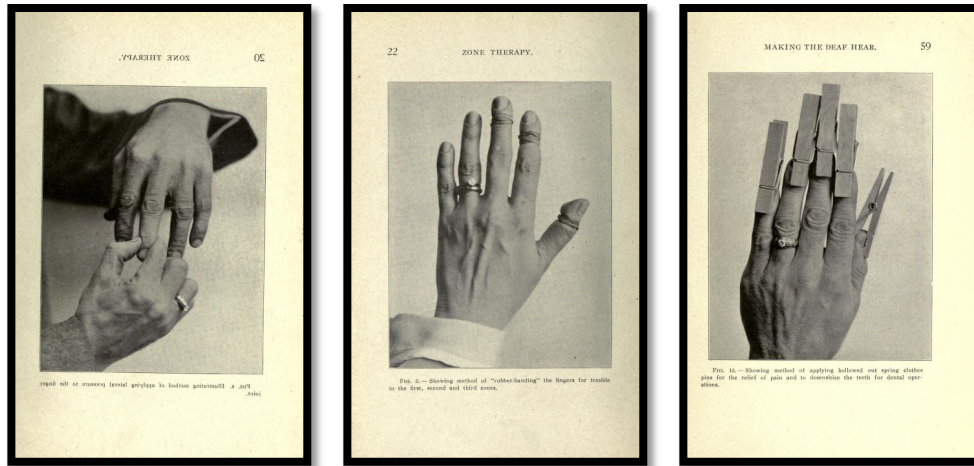 20
ZONE THERAPY.
FIG. 4. Illustrating method of applying lateral pressure to the finger
joint.
22
ZONE THERAPY.
FIG. 5.—Showing method of "rubber-banding" the fingers for trouble
in the first, second and third zones.
MAKING THE DEAF HEAR.
59
FIG. 15.—Showing method of applying hollowed out spring clothes
pins for the relief of pain and to desensitize the teeth for dental oper-
ations.